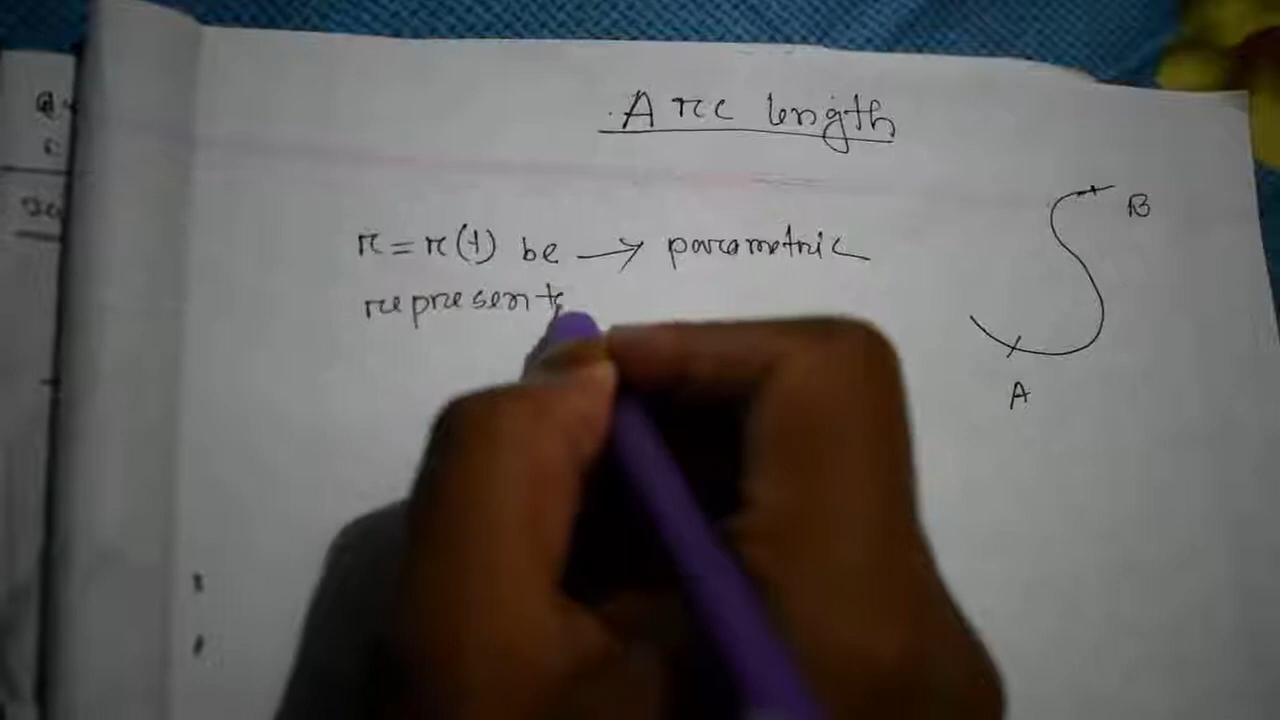 Arc length
r = r(t) be → parametric
B
represent
A